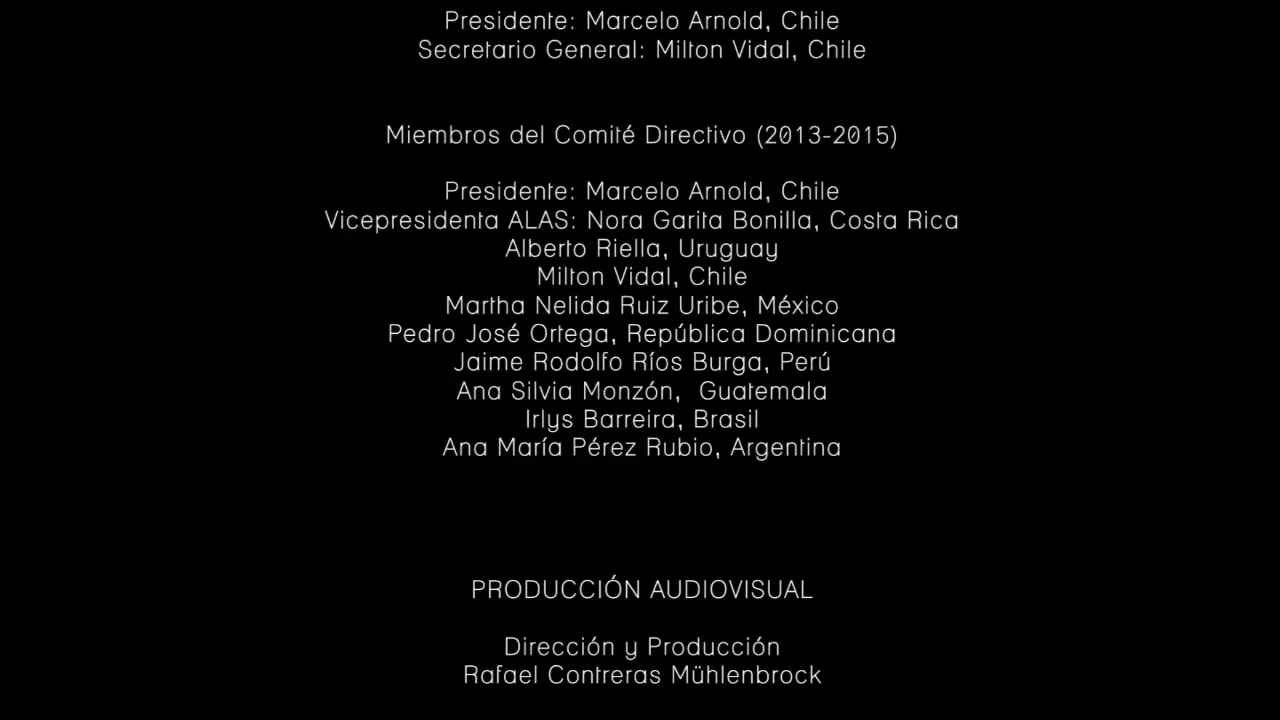 Presidente: Marcelo Arnold, Chile
Secretario General: Milton Vidal, Chile
Miembros del Comité Directivo (2013-2015)
Presidente: Marcelo Arnold, Chile
Vicepresidenta ALAS: Nora Garita Bonilla, Costa Rica
Alberto Riella, Uruguay
Milton Vidal, Chile
Martha Nelida Ruiz Uribe, México
Pedro José Ortega, República Dominicana
Jaime Rodolfo Ríos Burga, Perú
Ana Silvia Monzón,  Guatemala
Irlys Barreira, Brasil
Ana María Pérez Rubio, Argentina
PRODUCCIÓN AUDIOVISUAL
Dirección y Producción
Rafael Contreras Mühlenbrock